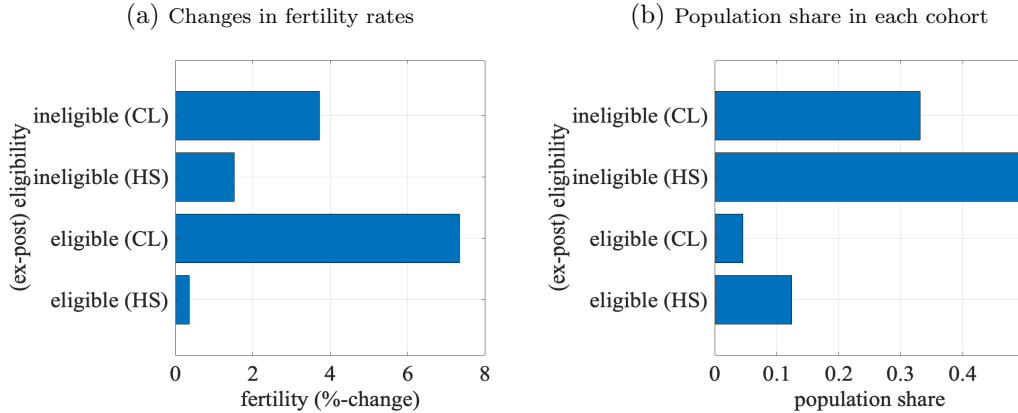 (a) Changes in fertility rates
(ex-post) eligibility
ineligible (CL)
ineligible (HS)
eligible (CL)
eligible (HS)
0 2 4 6 8
fertility (%-change)
(b) Population share in each cohort
(ex-post) eligibility
ineligible (CL)
ineligible (HS)
eligible (CL)
eligible (HS)
0 0.1 0.2 0.3 0.4
population share